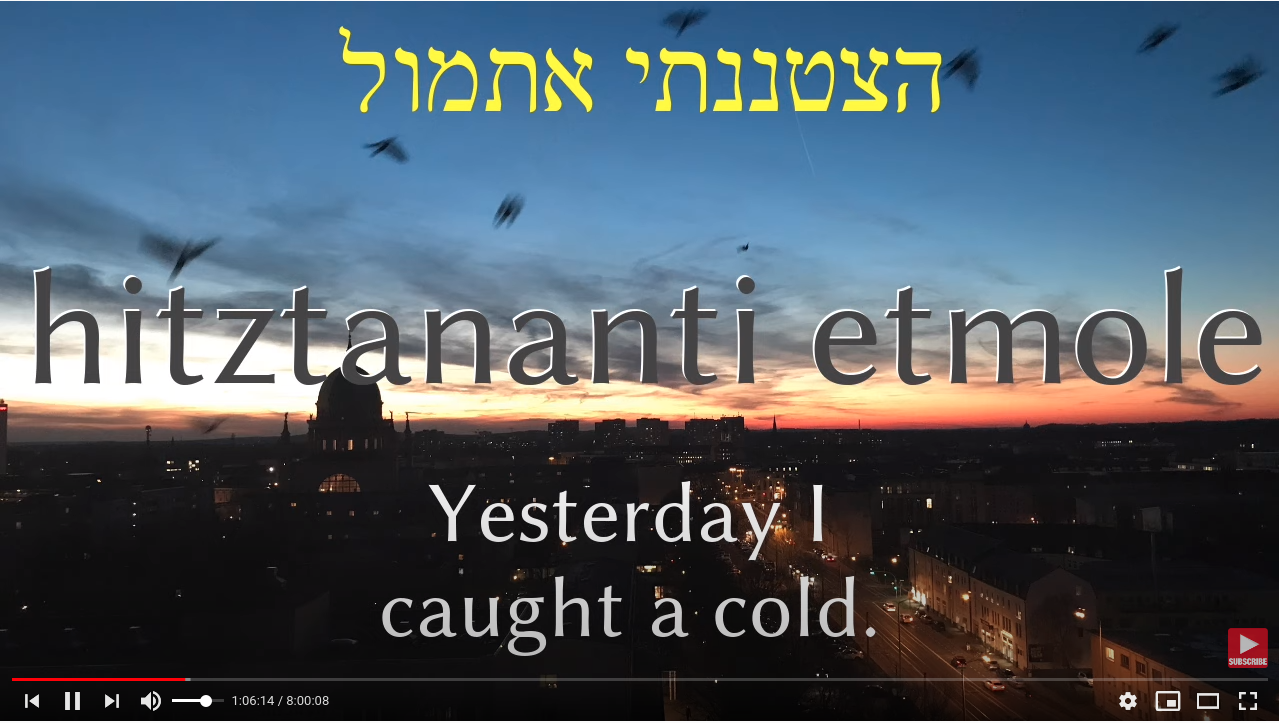 הצטננתי אתמול
hitztananti etmole
Yesterday I
caught a cold.
SUBSCRIBE
1:06:14 / 8:00:08